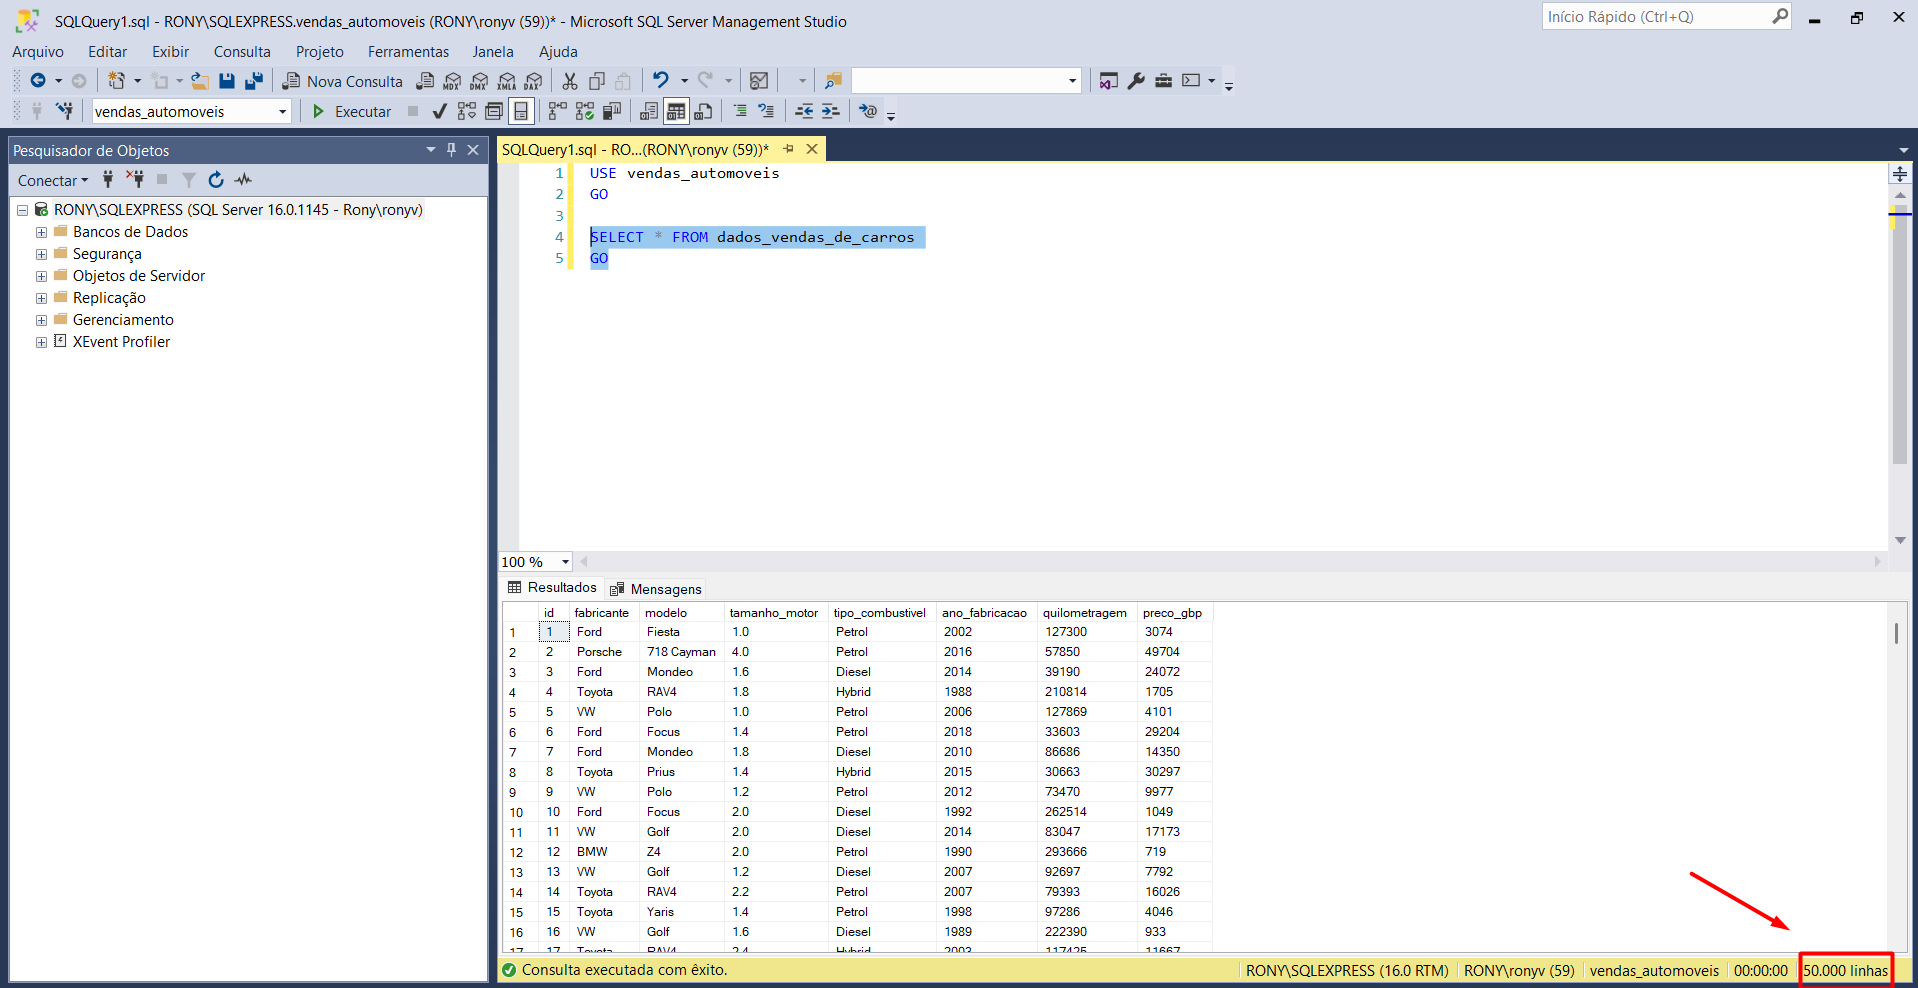 SQLQuery1.sql - RONY\SQLEXPRESS.vendas_automoveis (RONY\ronyv (59))* - Microsoft SQL Server Management Studio
Início Rápido (Ctrl+Q)
Arquivo Editar Exibir Consulta Projeto Ferramentas Janela Ajuda
Nova Consulta MDX DMX XMLA DAX
vendas_automoveis Executar
Pesquisador de Objetos
Conectar
RONY\SQLEXPRESS (SQL Server 16.0.1145 - Rony\ronyv)
Bancos de Dados
Segurança
Objetos de Servidor
Replicação
Gerenciamento
XEvent Profiler
SQLQuery1.sql - RO...(RONY\ronyv (59))*
1 USE vendas_automoveis
2 GO
3
4 SELECT * FROM dados_vendas_de_carros
5 GO
100 %
Resultados Mensagens
id fabricante modelo tamanho_motor tipo_combustivel ano_fabricacao quilometragem preco_gbp
1 1 Ford Fiesta 1.0 Petrol 2002 127300 3074
2 2 Porsche 718 Cayman 4.0 Petrol 2016 57850 49704
3 3 Ford Mondeo 1.6 Diesel 2014 39190 24072
4 4 Toyota RAV4 1.8 Hybrid 1988 210814 1705
5 5 VW Polo 1.0 Petrol 2006 127869 4101
6 6 Ford Focus 1.4 Petrol 2018 33603 29204
7 7 Ford Mondeo 1.8 Diesel 2010 86686 14350
8 8 Toyota Prius 1.4 Hybrid 2015 30663 30297
9 9 VW Polo 1.2 Petrol 2012 73470 9977
10 10 Ford Focus 2.0 Diesel 1992 262514 1049
11 11 VW Golf 2.0 Diesel 2014 83047 17173
12 12 BMW Z4 2.0 Petrol 1990 293666 719
13 13 VW Golf 1.2 Diesel 2007 92697 7792
14 14 Toyota RAV4 2.2 Petrol 2007 79393 16026
15 15 Toyota Yaris 1.4 Petrol 1998 97286 4046
16 16 VW Golf 1.6 Diesel 1989 222390 933
17 17 Toyota RAV4 2.4 Hybrid 2003 117425 11667
Consulta executada com êxito. RONY\SQLEXPRESS (16.0 RTM) RONY\ronyv (59) vendas_automoveis 00:00:00 50.000 linhas